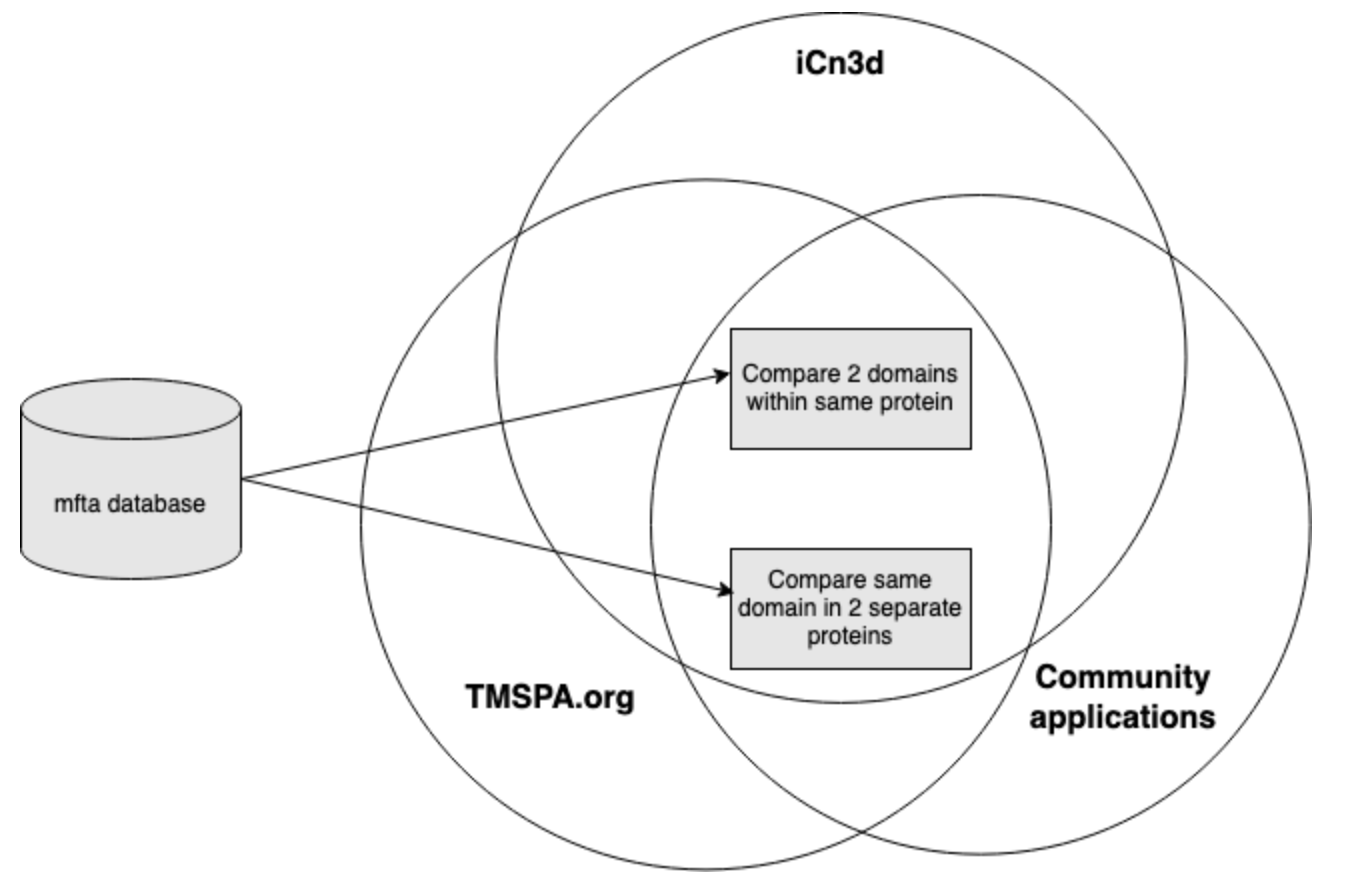 iCn3d
Compare 2 domains
within same protein
mfta database
Compare same
domain in 2 separate
proteins
TMSPA.org
Community
applications